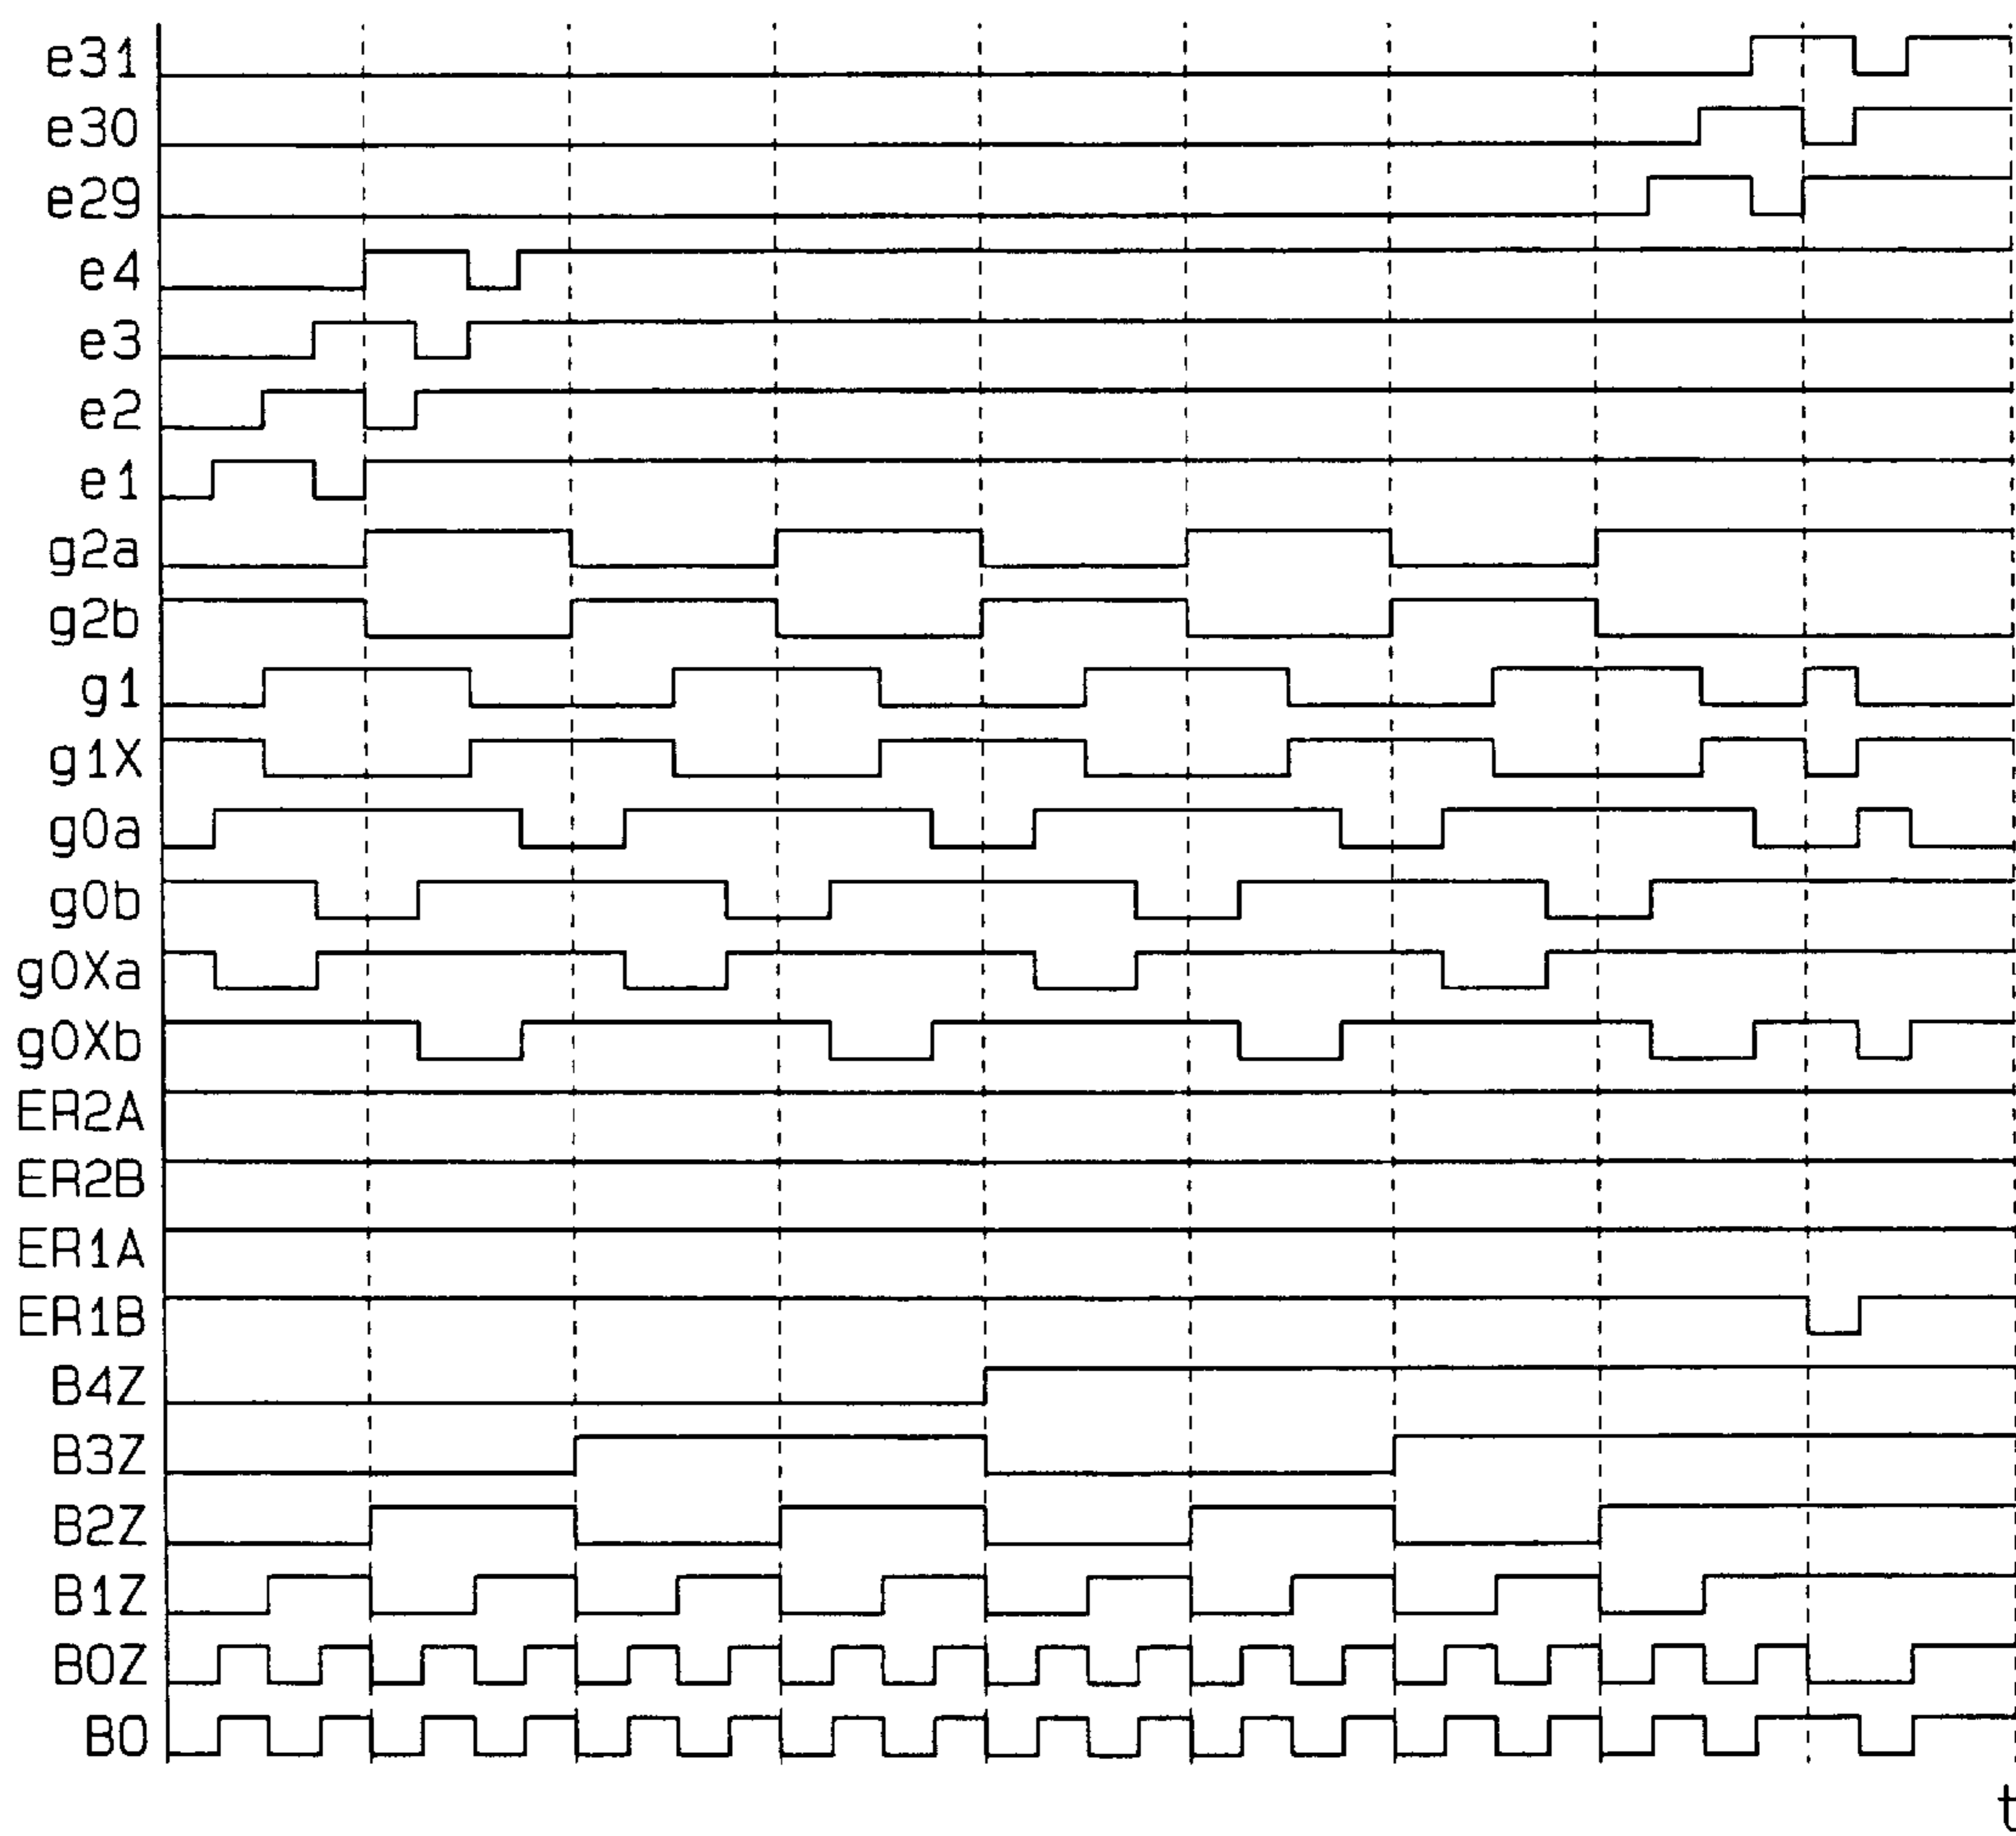 e31
e30
e29
e4
e3
e2
e1
g2a
g2b
g1
g1X
g0a
g0b
g0Xa
g0Xb
ER2A
ER2B
ER1A
ER1B
B4Z
B3Z
B2Z
B1Z
B0Z
B0
t